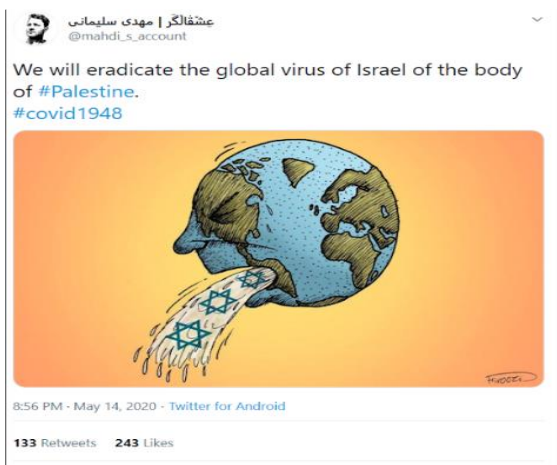 | مهدی سلیمانی
@mahdi_s_account
We will eradicate the global virus of Israel of the body
of #Palestine.
#covid1948
8:56 PM · May 14, 2020 · Twitter for Android
133 Retweets 243 Likes